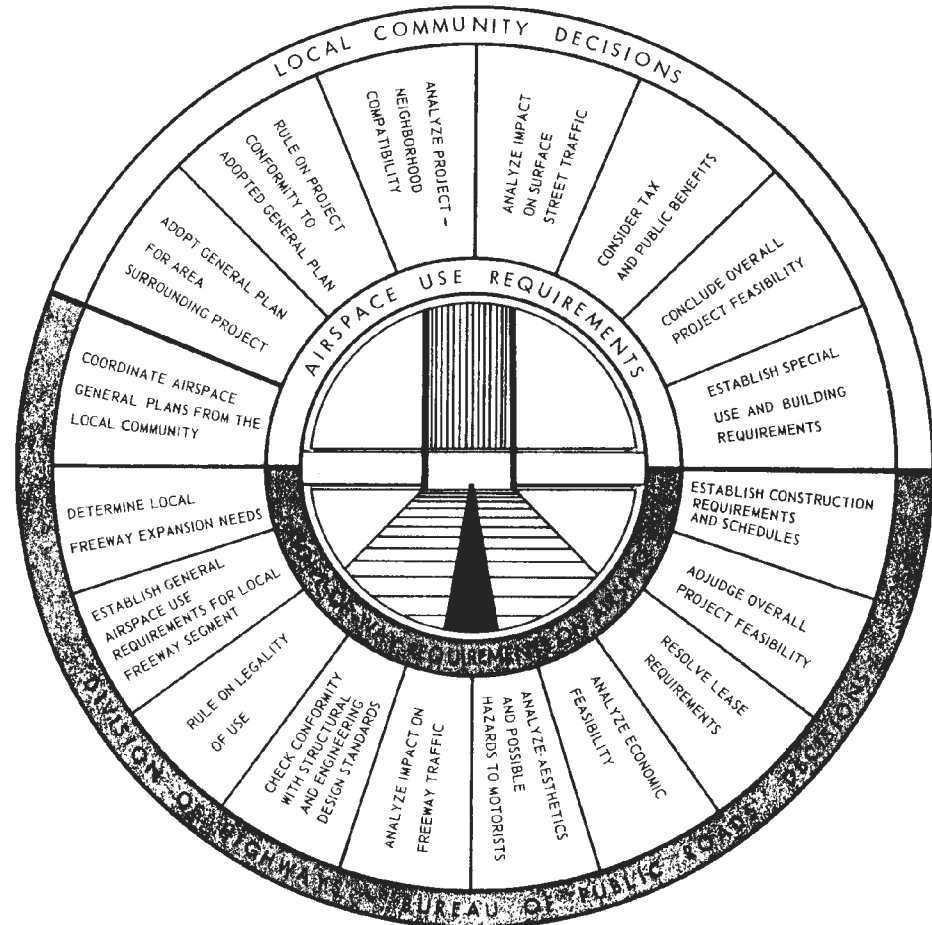 LOCAL COMMUNITY DECISIONS
ADOPT GENERAL PLAN
FOR AREA
SURROUNDING PROJECT
RULE ON PROJECT
CONFORMITY TO
ADOPTED GENERAL PLAN
ANALYZE PROJECT –
NEIGHBORHOOD
COMPATIBILITY
ANALYZE IMPACT
ON SURFACE
STREET TRAFFIC
CONSIDER TAX
AND PUBLIC BENEFITS
CONCLUDE OVERALL
PROJECT FEASIBILITY
ESTABLISH SPECIAL
USE AND BUILDING
REQUIREMENTS
AIRSPACE USE REQUIREMENTS
COORDINATE AIRSPACE
GENERAL PLANS FROM THE
LOCAL COMMUNITY
DETERMINE LOCAL
FREEWAY EXPANSION NEEDS
ESTABLISH GENERAL
AIRSPACE USE
REQUIREMENTS FOR LOCAL
FREEWAY SEGMENT
RULE ON LEGALITY
OF USE
CHECK CONFORMITY
WITH STRUCTURAL
AND ENGINEERING
DESIGN STANDARDS
ANALYZE IMPACT ON
FREEWAY TRAFFIC
ANALYZE-AESTHETICS
AND POSSIBLE
HAZARDS TO MOTORISTS
ANALYZE ECONOMIC
FEASIBILITY
RESOLVE LEASE
REQUIREMENTS
ADJUDGE OVERALL
PROJECT FEASIBILITY
ESTABLISH CONSTRUCTION
REQUIREMENTS
AND SCHEDULES
REQUIREMENTS
DIVISION OF HIGHWAYS BUREAU OF PUBLIC ROADS DECISIONS